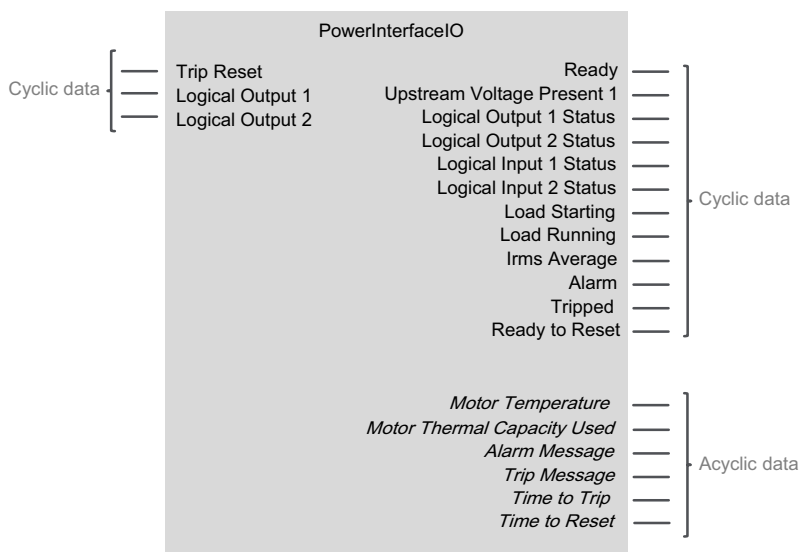 PowerInterfaceIO
Cyclic data
Trip Reset
Logical Output 1
Logical Output 2
Ready
Upstream Voltage Present 1
Logical Output 1 Status
Logical Output 2 Status
Logical Input 1 Status
Logical Input 2 Status
Load Starting
Load Running
Irms Average
Alarm
Tripped
Ready to Reset
Cyclic data
Motor Temperature
Motor Thermal Capacity Used
Alarm Message
Trip Message
Time to Trip
Time to Reset
Acyclic data